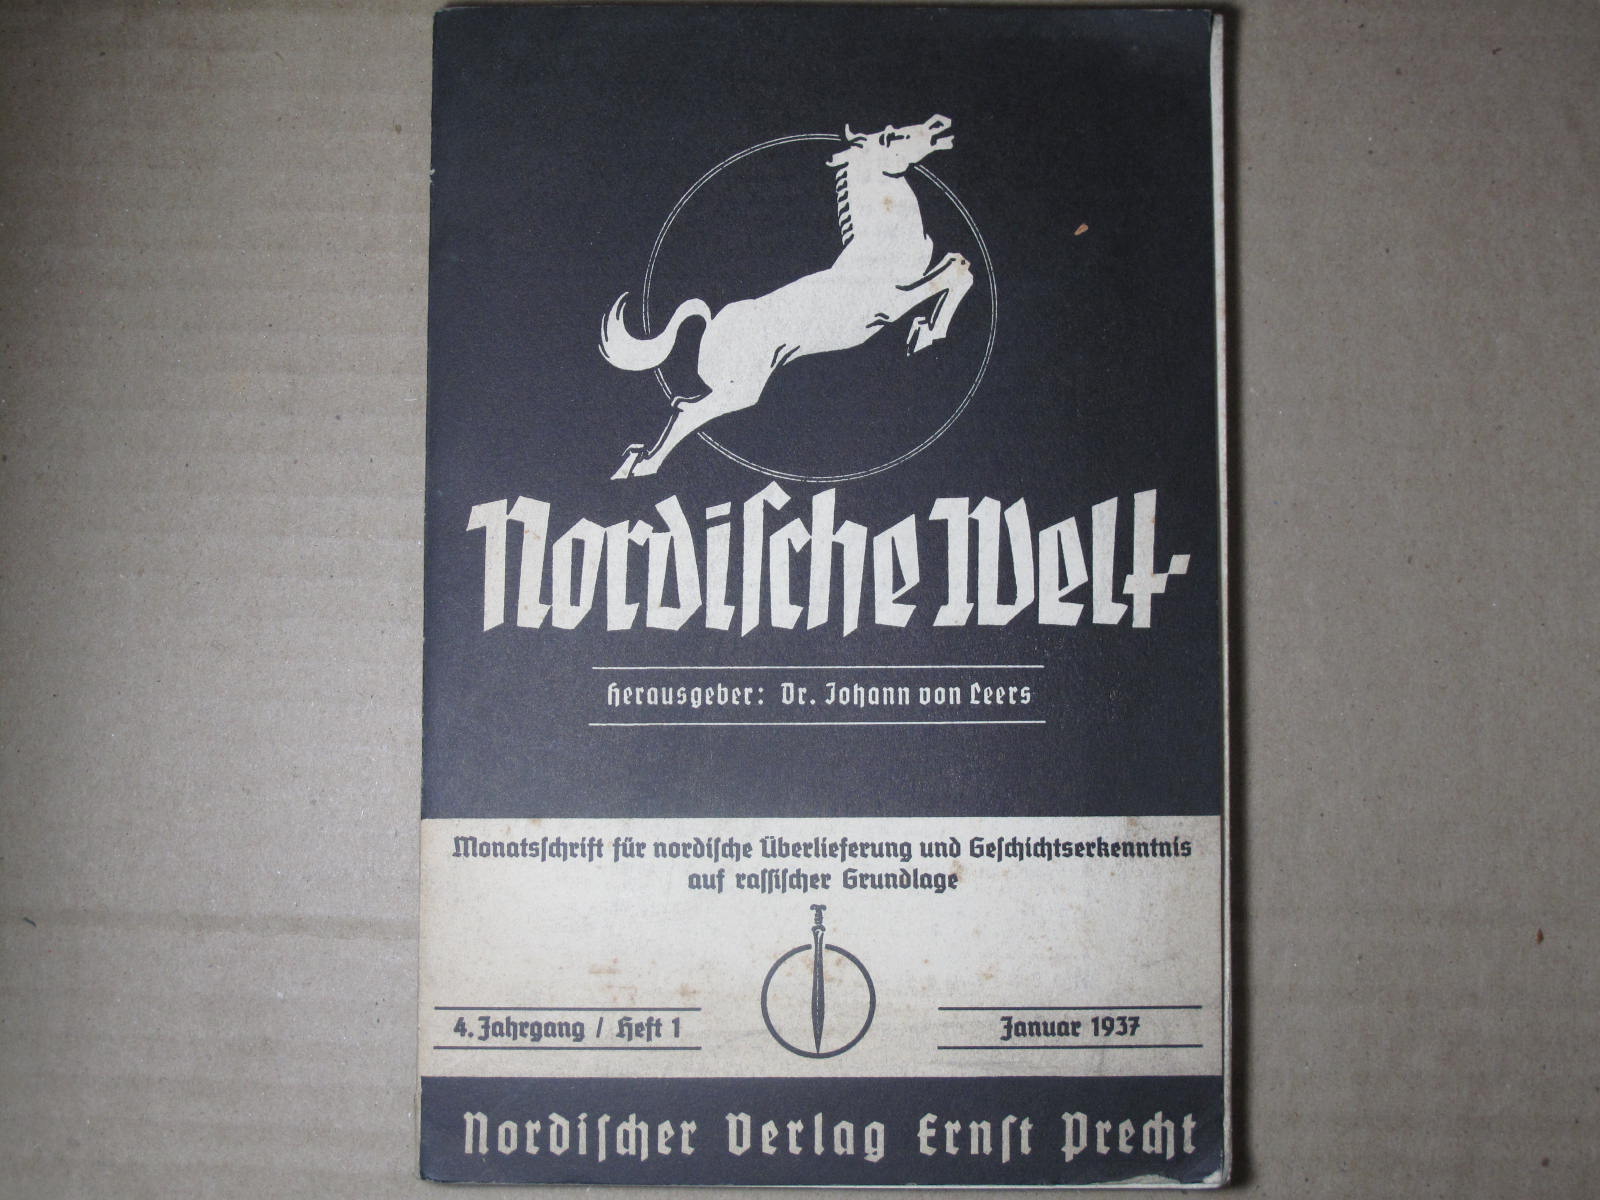 Nordische Welt
Herausgeber: Dr. Johann von Leers
Monatsschrift für nordische Überlieferung und Geschichtserkenntnis
auf rassischer Grundlage
4. Jahrgang / Heft 1
Januar 1937
Nordischer Verlag Ernst Precht